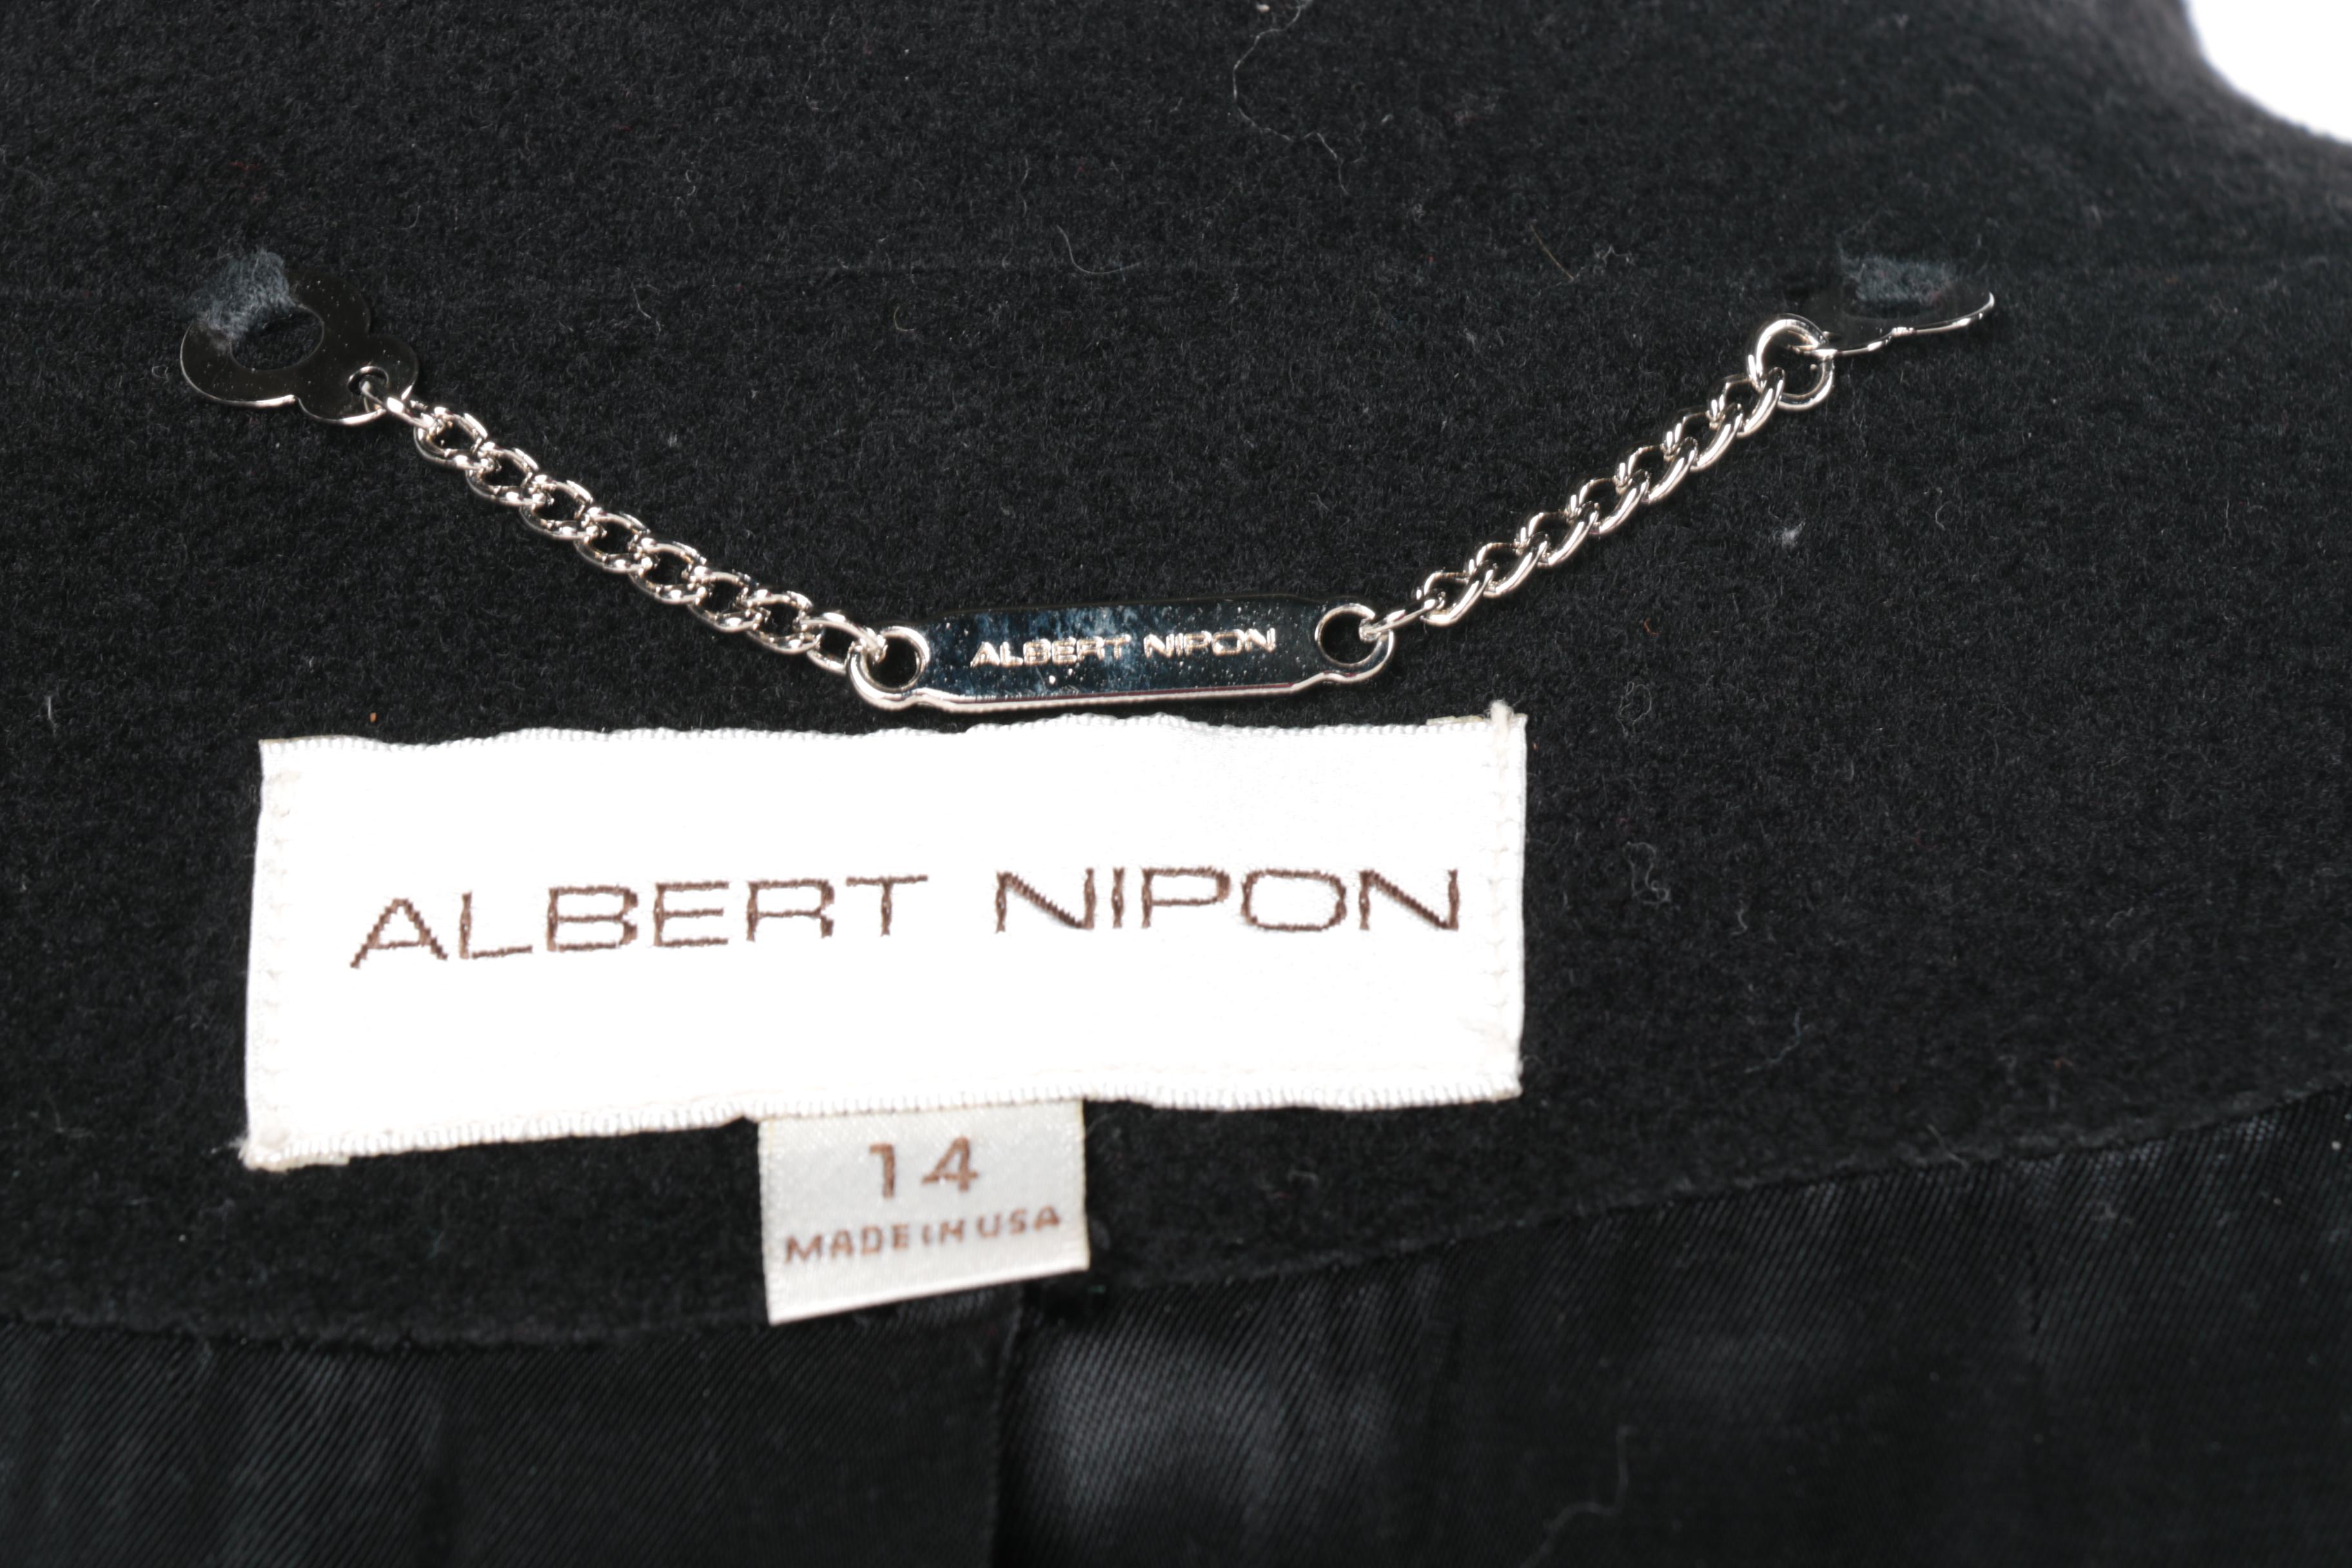 ALBERT NIPON
ALBERT NIPON
14
MADE IN USA